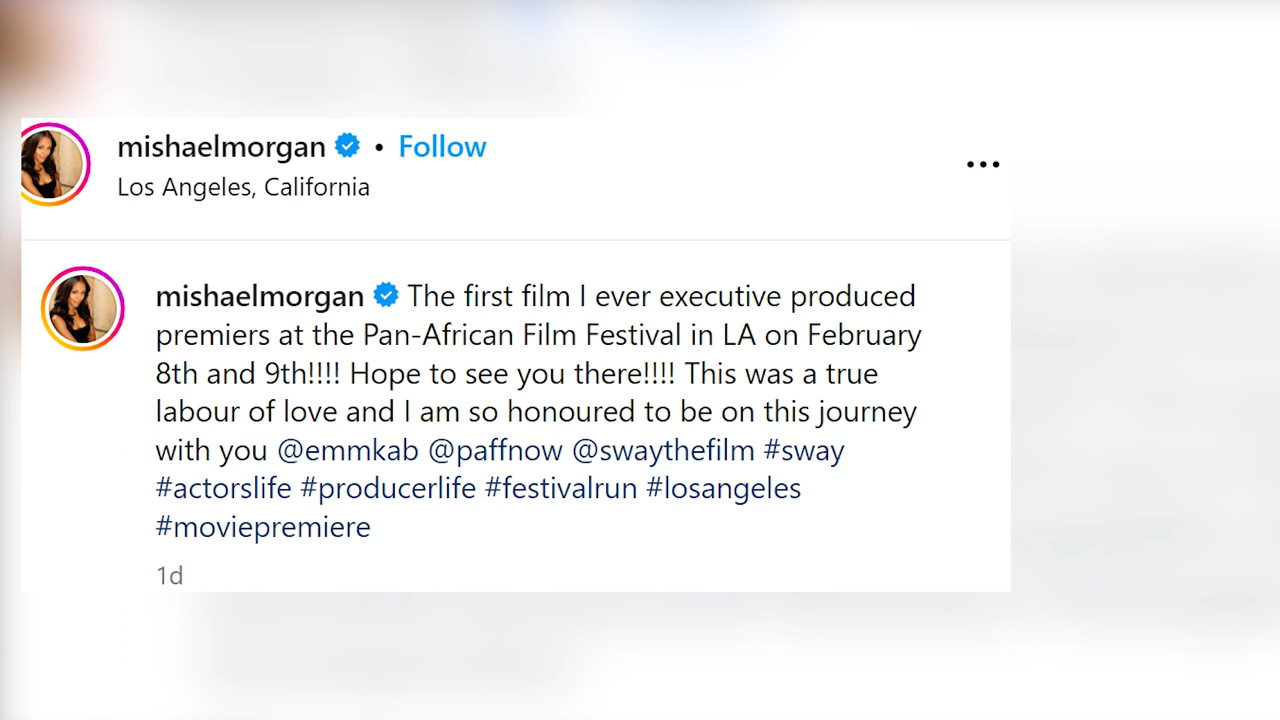 mishaelmorgan • Follow
Los Angeles, California
mishaelmorgan The first film I ever executive produced
premiers at the Pan-African Film Festival in LA on February
8th and 9th!!!! Hope to see you there!!!! This was a true
labour of love and I am so honoured to be on this journey
with you @emmkab @paffnow @swaythefilm #sway
#actorslife #producerlife #festivalrun #losangeles
#moviepremiere
1d